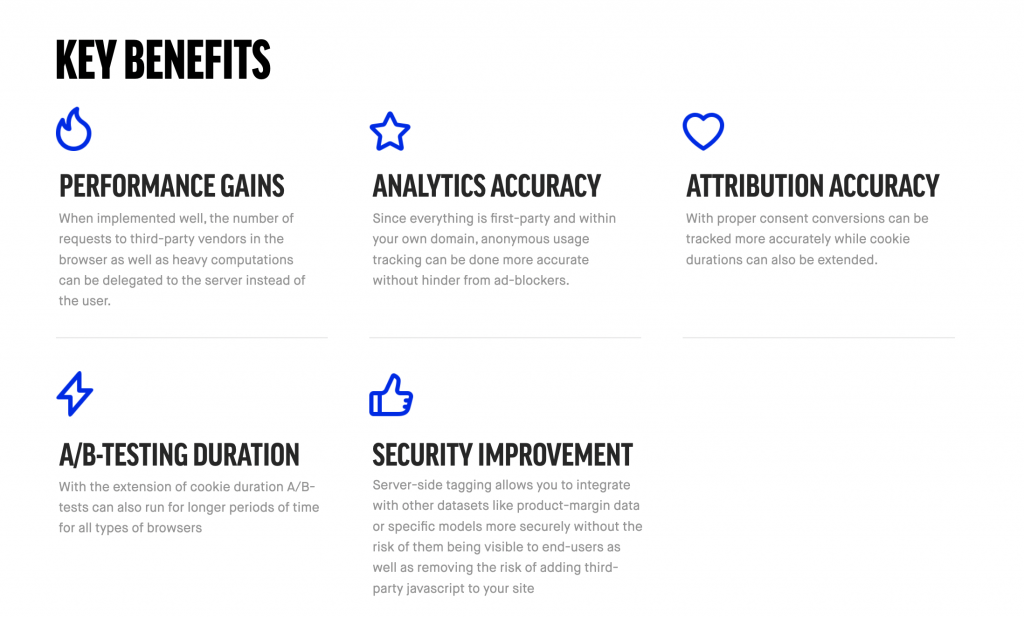 KEY BENEFITS
PERFORMANCE GAINS
When implemented well, the number of
requests to third-party vendors in the
browser as well as heavy computations
can be delegated to the server instead of
the user.
ANALYTICS ACCURACY
Since everything is first-party and within
your own domain, anonymous usage
tracking can be done more accurate
without hinder from ad-blockers.
ATTRIBUTION ACCURACY
With proper consent conversions can be
tracked more accurately while cookie
durations can also be extended.
A/B-TESTING DURATION
With the extension of cookie duration A/B-
tests can also run for longer periods of time
for all types of browsers
SECURITY IMPROVEMENT
Server-side tagging allows you to integrate
with other datasets like product-margin data
or specific models more securely without the
risk of them being visible to end-users as
well as removing the risk of adding third-
party javascript to your site